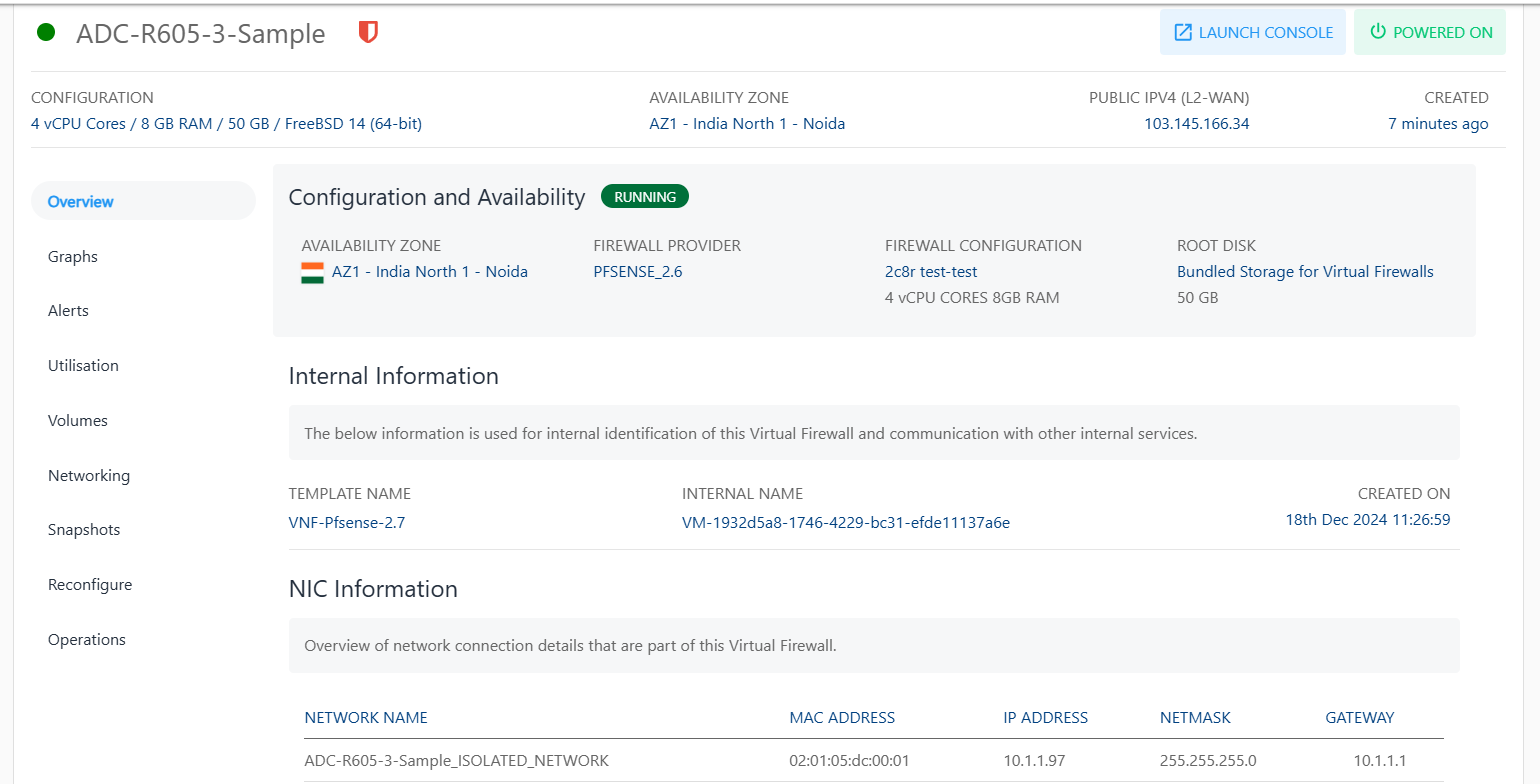 ADC-R605-3-Sample
LAUNCH CONSOLE
POWERED ON
CONFIGURATION
4 vCPU Cores / 8 GB RAM / 50 GB / FreeBSD 14 (64-bit)
AVAILABILITY ZONE
AZ1 - India North 1 - Noida
PUBLIC IPV4 (L2-WAN)
103.145.166.34
CREATED
7 minutes ago
Overview
Graphs
Alerts
Utilisation
Volumes
Networking
Snapshots
Reconfigure
Operations
Configuration and Availability RUNNING
AVAILABILITY ZONE
AZ1 - India North 1 - Noida
FIREWALL PROVIDER
PFSENSE_2.6
FIREWALL CONFIGURATION
2c8r test-test
4 vCPU CORES 8GB RAM
ROOT DISK
Bundled Storage for Virtual Firewalls
50 GB
Internal Information
The below information is used for internal identification of this Virtual Firewall and communication with other internal services.
TEMPLATE NAME
VNF-Pfsense-2.7
INTERNAL NAME
VM-1932d5a8-1746-4229-bc31-efde11137a6e
CREATED ON
18th Dec 2024 11:26:59
NIC Information
Overview of network connection details that are part of this Virtual Firewall.
NETWORK NAME MAC ADDRESS IP ADDRESS NETMASK GATEWAY
ADC-R605-3-Sample_ISOLATED_NETWORK 02:01:05:dc:00:01 10.1.1.97 255.255.255.0 10.1.1.1